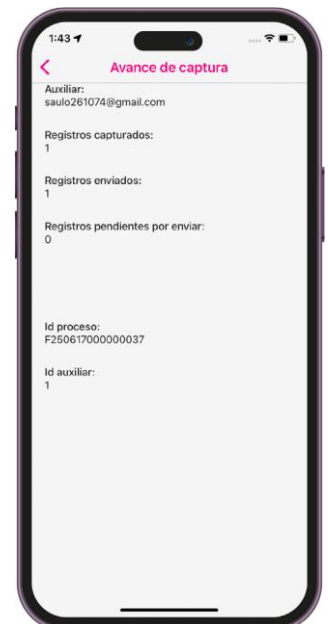 1:43
Avance de captura
Auxiliar:
saulo261074@gmail.com
Registros capturados:
1
Registros enviados:
1
Registros pendientes por enviar:
0
Id proceso:
F250617000000037
Id auxiliar:
1